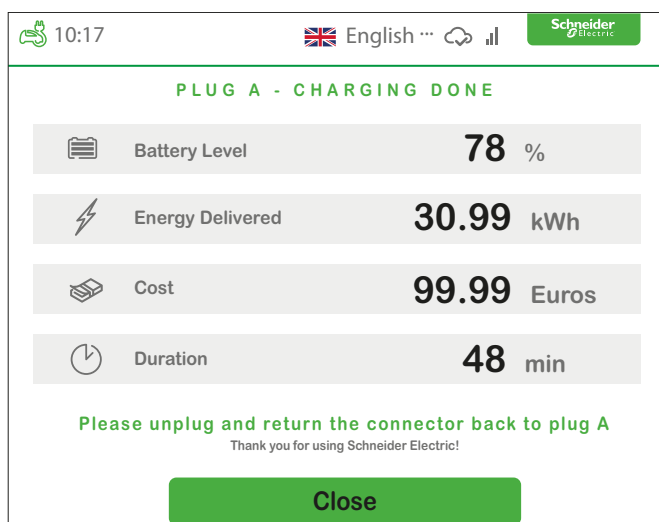 10:17 English ··· Schneider Electric
PLUG A - CHARGING DONE
Battery Level 78 %
Energy Delivered 30.99 kWh
Cost 99.99 Euros
Duration 48 min
Please unplug and return the connector back to plug A
Thank you for using Schneider Electric!
Close